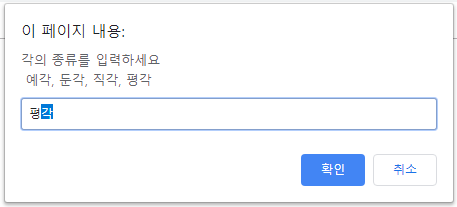 이 페이지 내용:
각의 종류를 입력하세요
예각, 둔각, 직각, 평각
평각
확인
취소